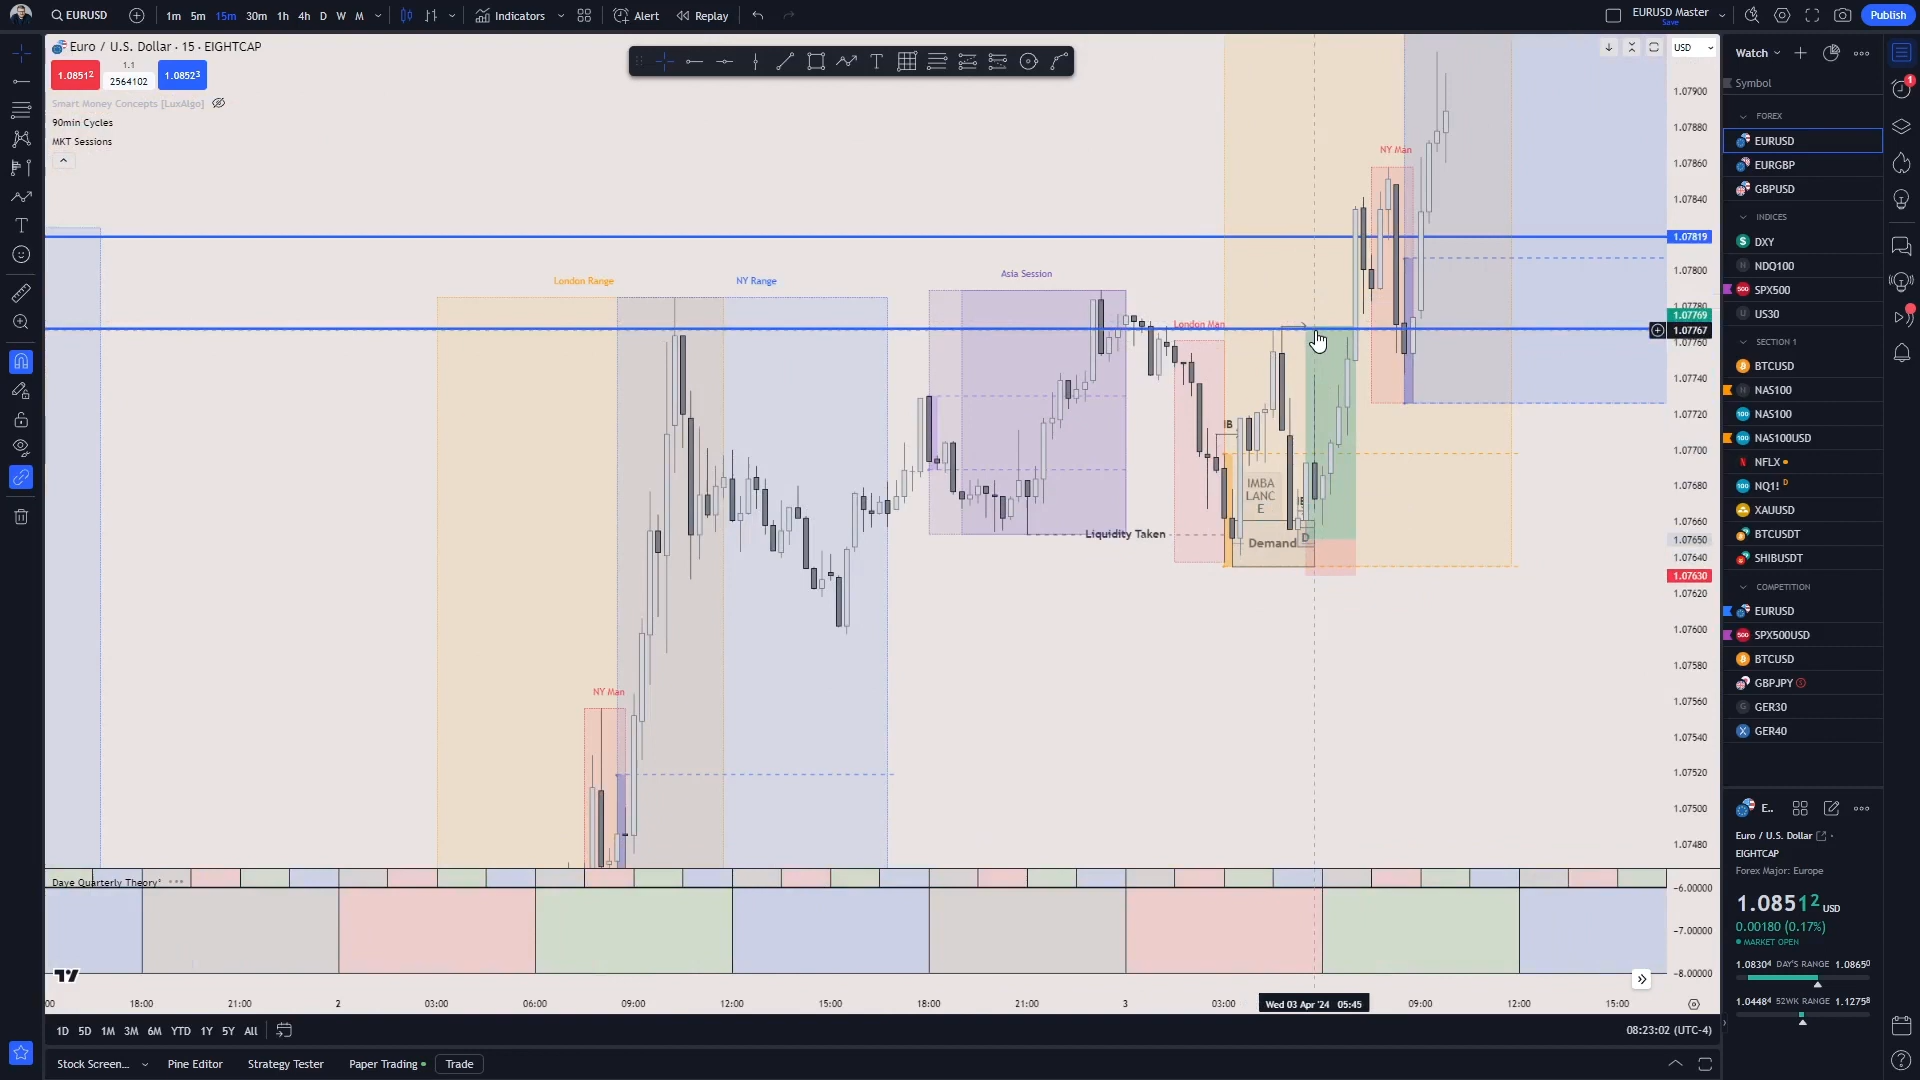 EURUSD
1m 5m 15m 30m 1h 4h D W M
Indicators
Alert
Replay
EURUSD Master
Save
Publish
Euro / U.S. Dollar · 15 · EIGHTCAP
USD
1.08512
1.1
2564102
1.08523
Smart Money Concepts [LuxAlgo]
90min Cycles
MKT Sessions
London Range
NY Range
Asia Session
London Man
NY Man
NY Man
IB
IMBA
LANC
E
Liquidity Taken
Demand
D
1.07900
1.07880
1.07860
1.07840
1.07819
1.07800
1.07780
1.07769
1.07767
1.07760
1.07740
1.07720
1.07700
1.07680
1.07660
1.07650
1.07640
1.07630
1.07620
1.07600
1.07580
1.07560
1.07540
1.07520
1.07500
1.07480
Daye Quarterly Theory°
−6.00000
−7.00000
−8.00000
:00 18:00 21:00 2 03:00 06:00 09:00 12:00 15:00 18:00 21:00 3 03:00 Wed 03 Apr '24 05:45 09:00 12:00 15:00
1D 5D 1M 3M 6M YTD 1Y 5Y All
08:23:02 (UTC-4)
Stock Screen...
Pine Editor
Strategy Tester
Paper Trading
Trade
Watch
Symbol
FOREX
EURUSD
EURGBP
GBPUSD
INDICES
DXY
NDQ100
SPX500
US30
SECTION 1
BTCUSD
NAS100
NAS100
NAS100USD
NFLX
NQ1! D
XAUUSD
BTCUSDT
SHIBUSDT
COMPETITION
EURUSD
SPX500USD
BTCUSD
GBPJPY
GER30
GER40
E..
Euro / U.S. Dollar
EIGHTCAP
Forex Major: Europe
1.08512 USD
0.00180 (0.17%)
MARKET OPEN
1.08304 DAY'S RANGE 1.08650
1.04484 52WK RANGE 1.12758